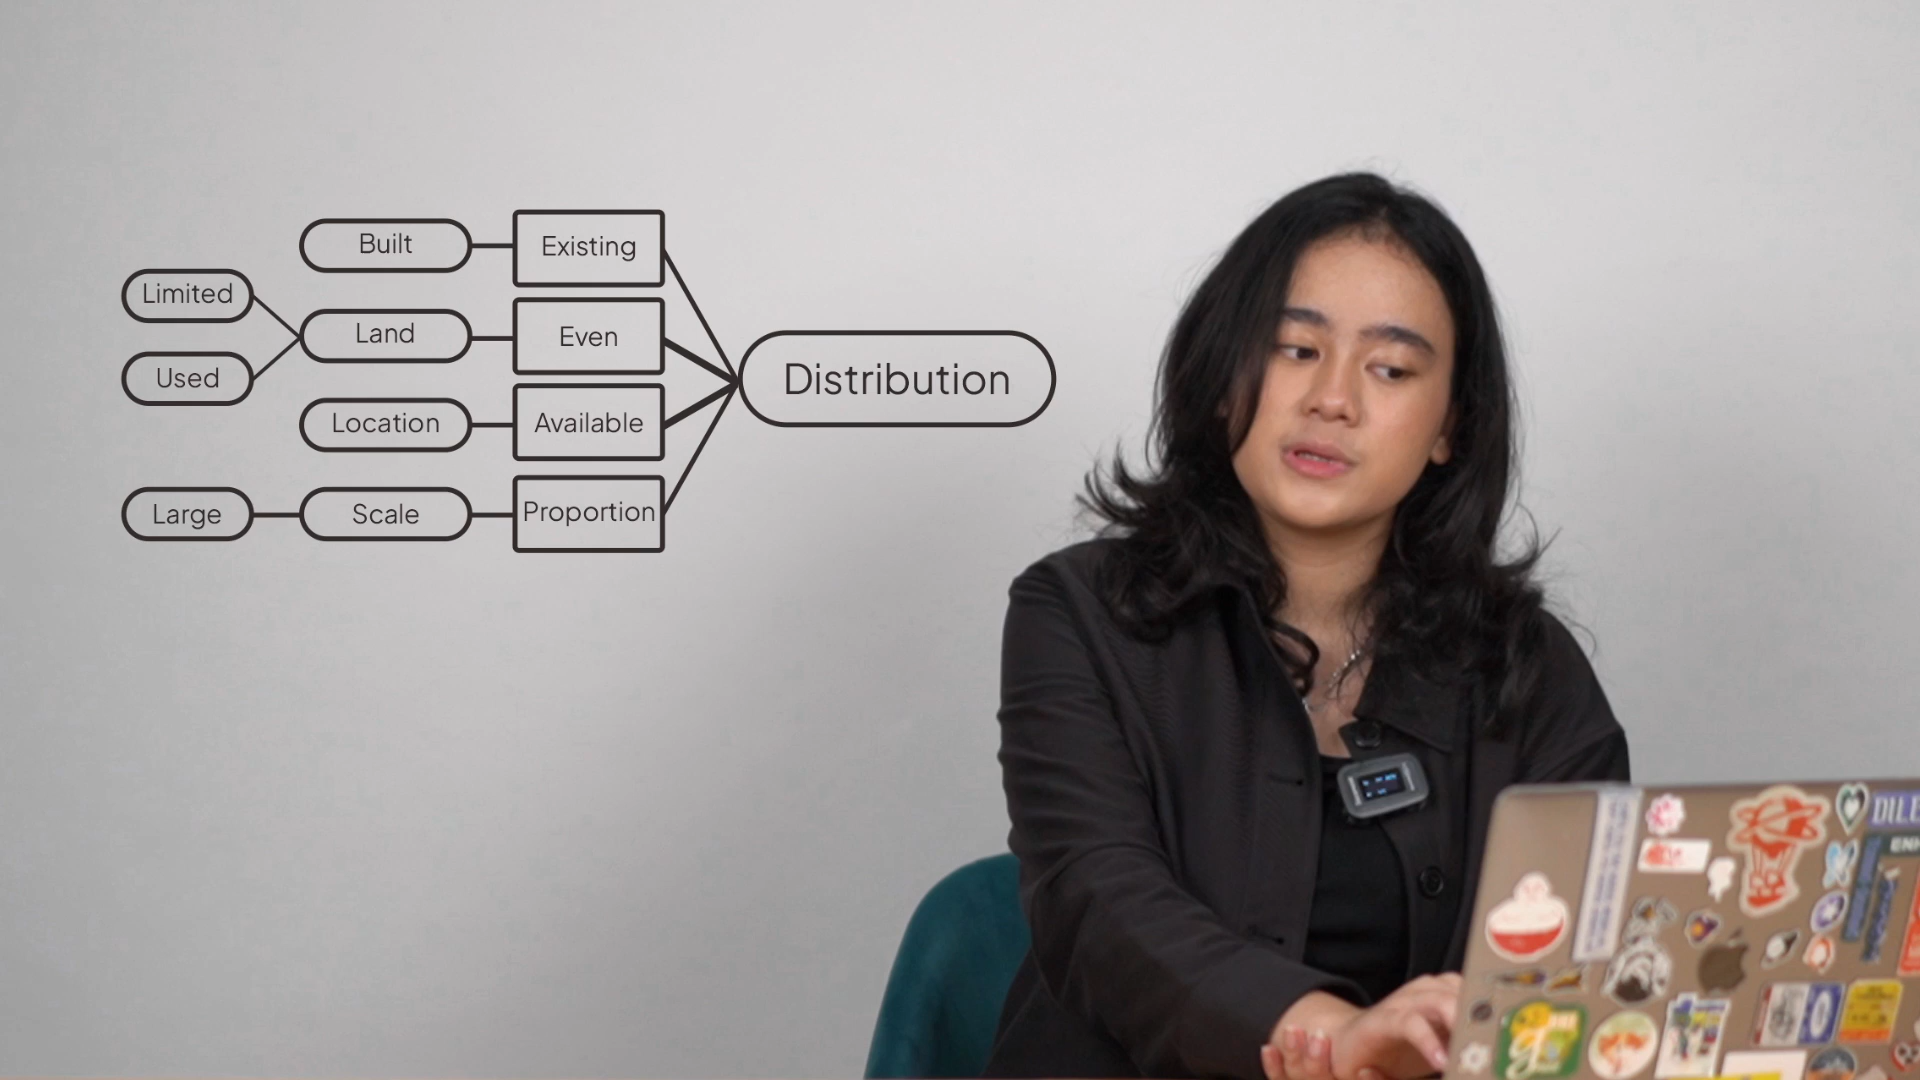 Built
Existing
Limited
Land
Even
Distribution
Used
Location
Available
Large
Scale
Proportion